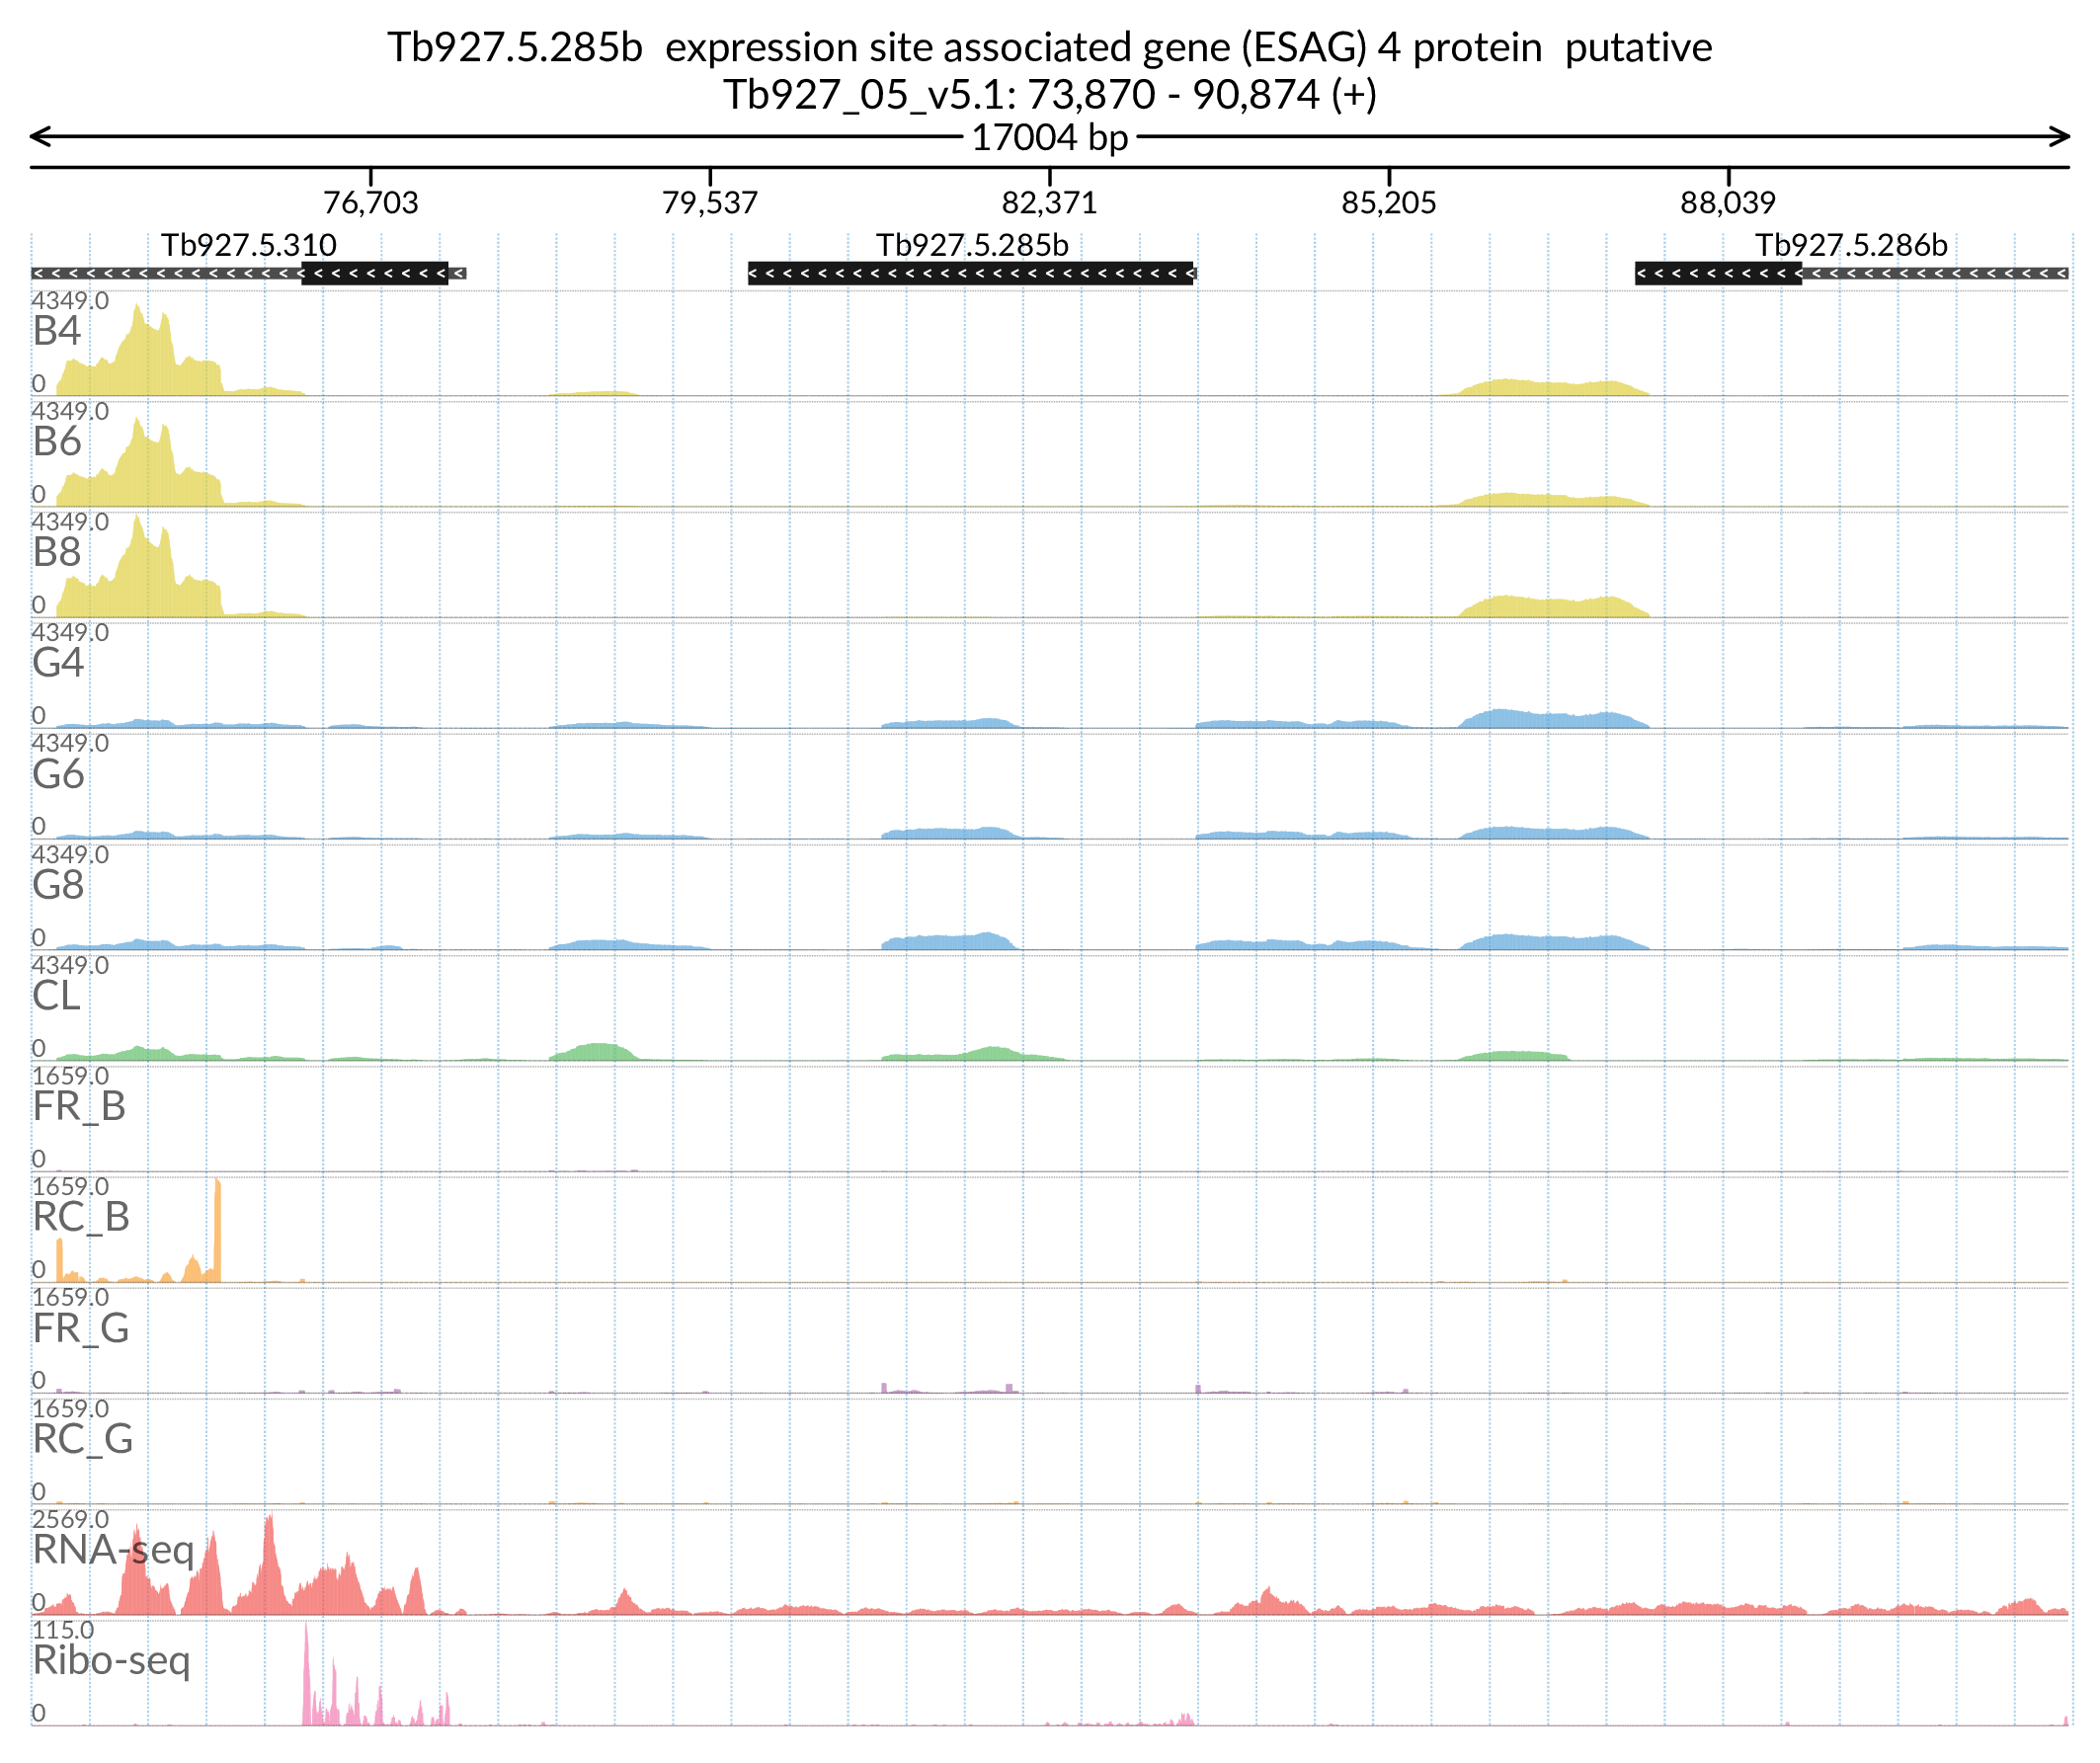 Tb927.5.285b  expression site associated gene (ESAG) 4 protein  putative
Tb927_05_v5.1: 73,870 - 90,874 (+)
17004 bp
76,703 79,537 82,371 85,205 88,039
Tb927.5.310 Tb927.5.285b Tb927.5.286b
4349.0
B4
0
4349.0
B6
0
4349.0
B8
0
4349.0
G4
0
4349.0
G6
0
4349.0
G8
0
4349.0
CL
0
1659.0
FR_B
0
1659.0
RC_B
0
1659.0
FR_G
0
1659.0
RC_G
0
2569.0
RNA-seq
0
115.0
Ribo-seq
0